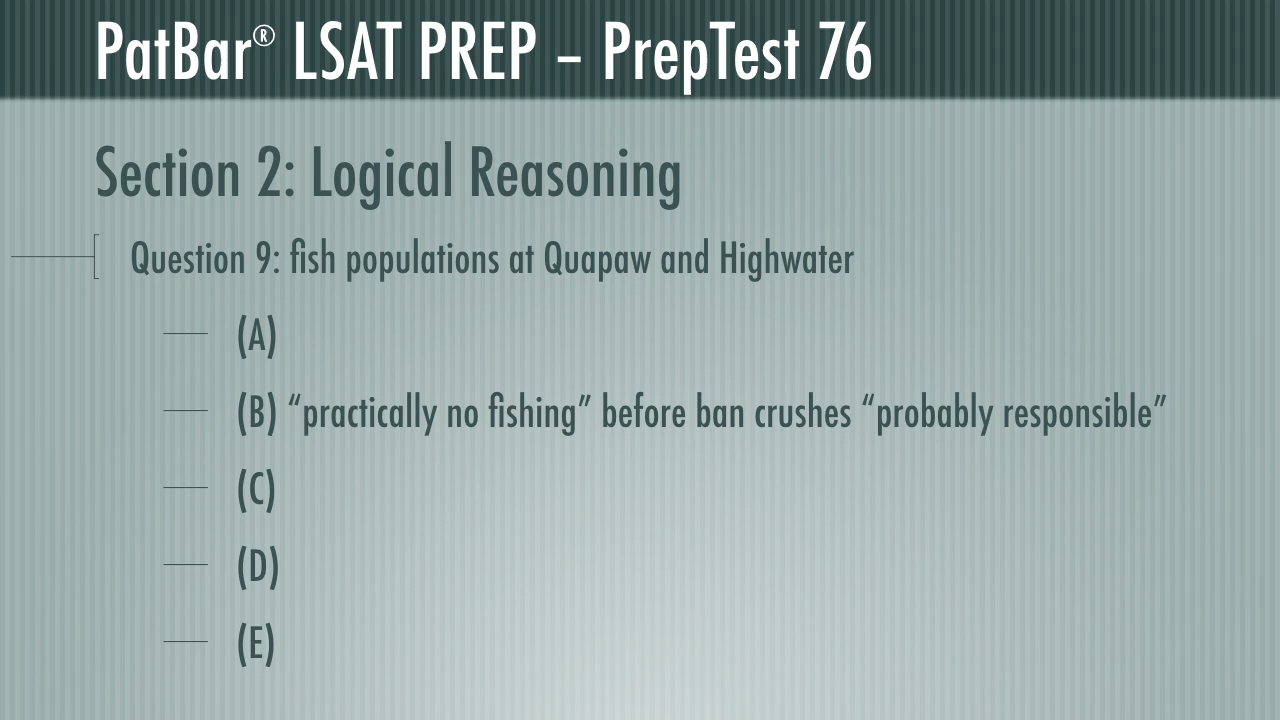 PatBar® LSAT PREP – PrepTest 76
Section 2: Logical Reasoning
Question 9: fish populations at Quapaw and Highwater
(A)
(B) “practically no fishing” before ban crushes “probably responsible”
(C)
(D)
(E)